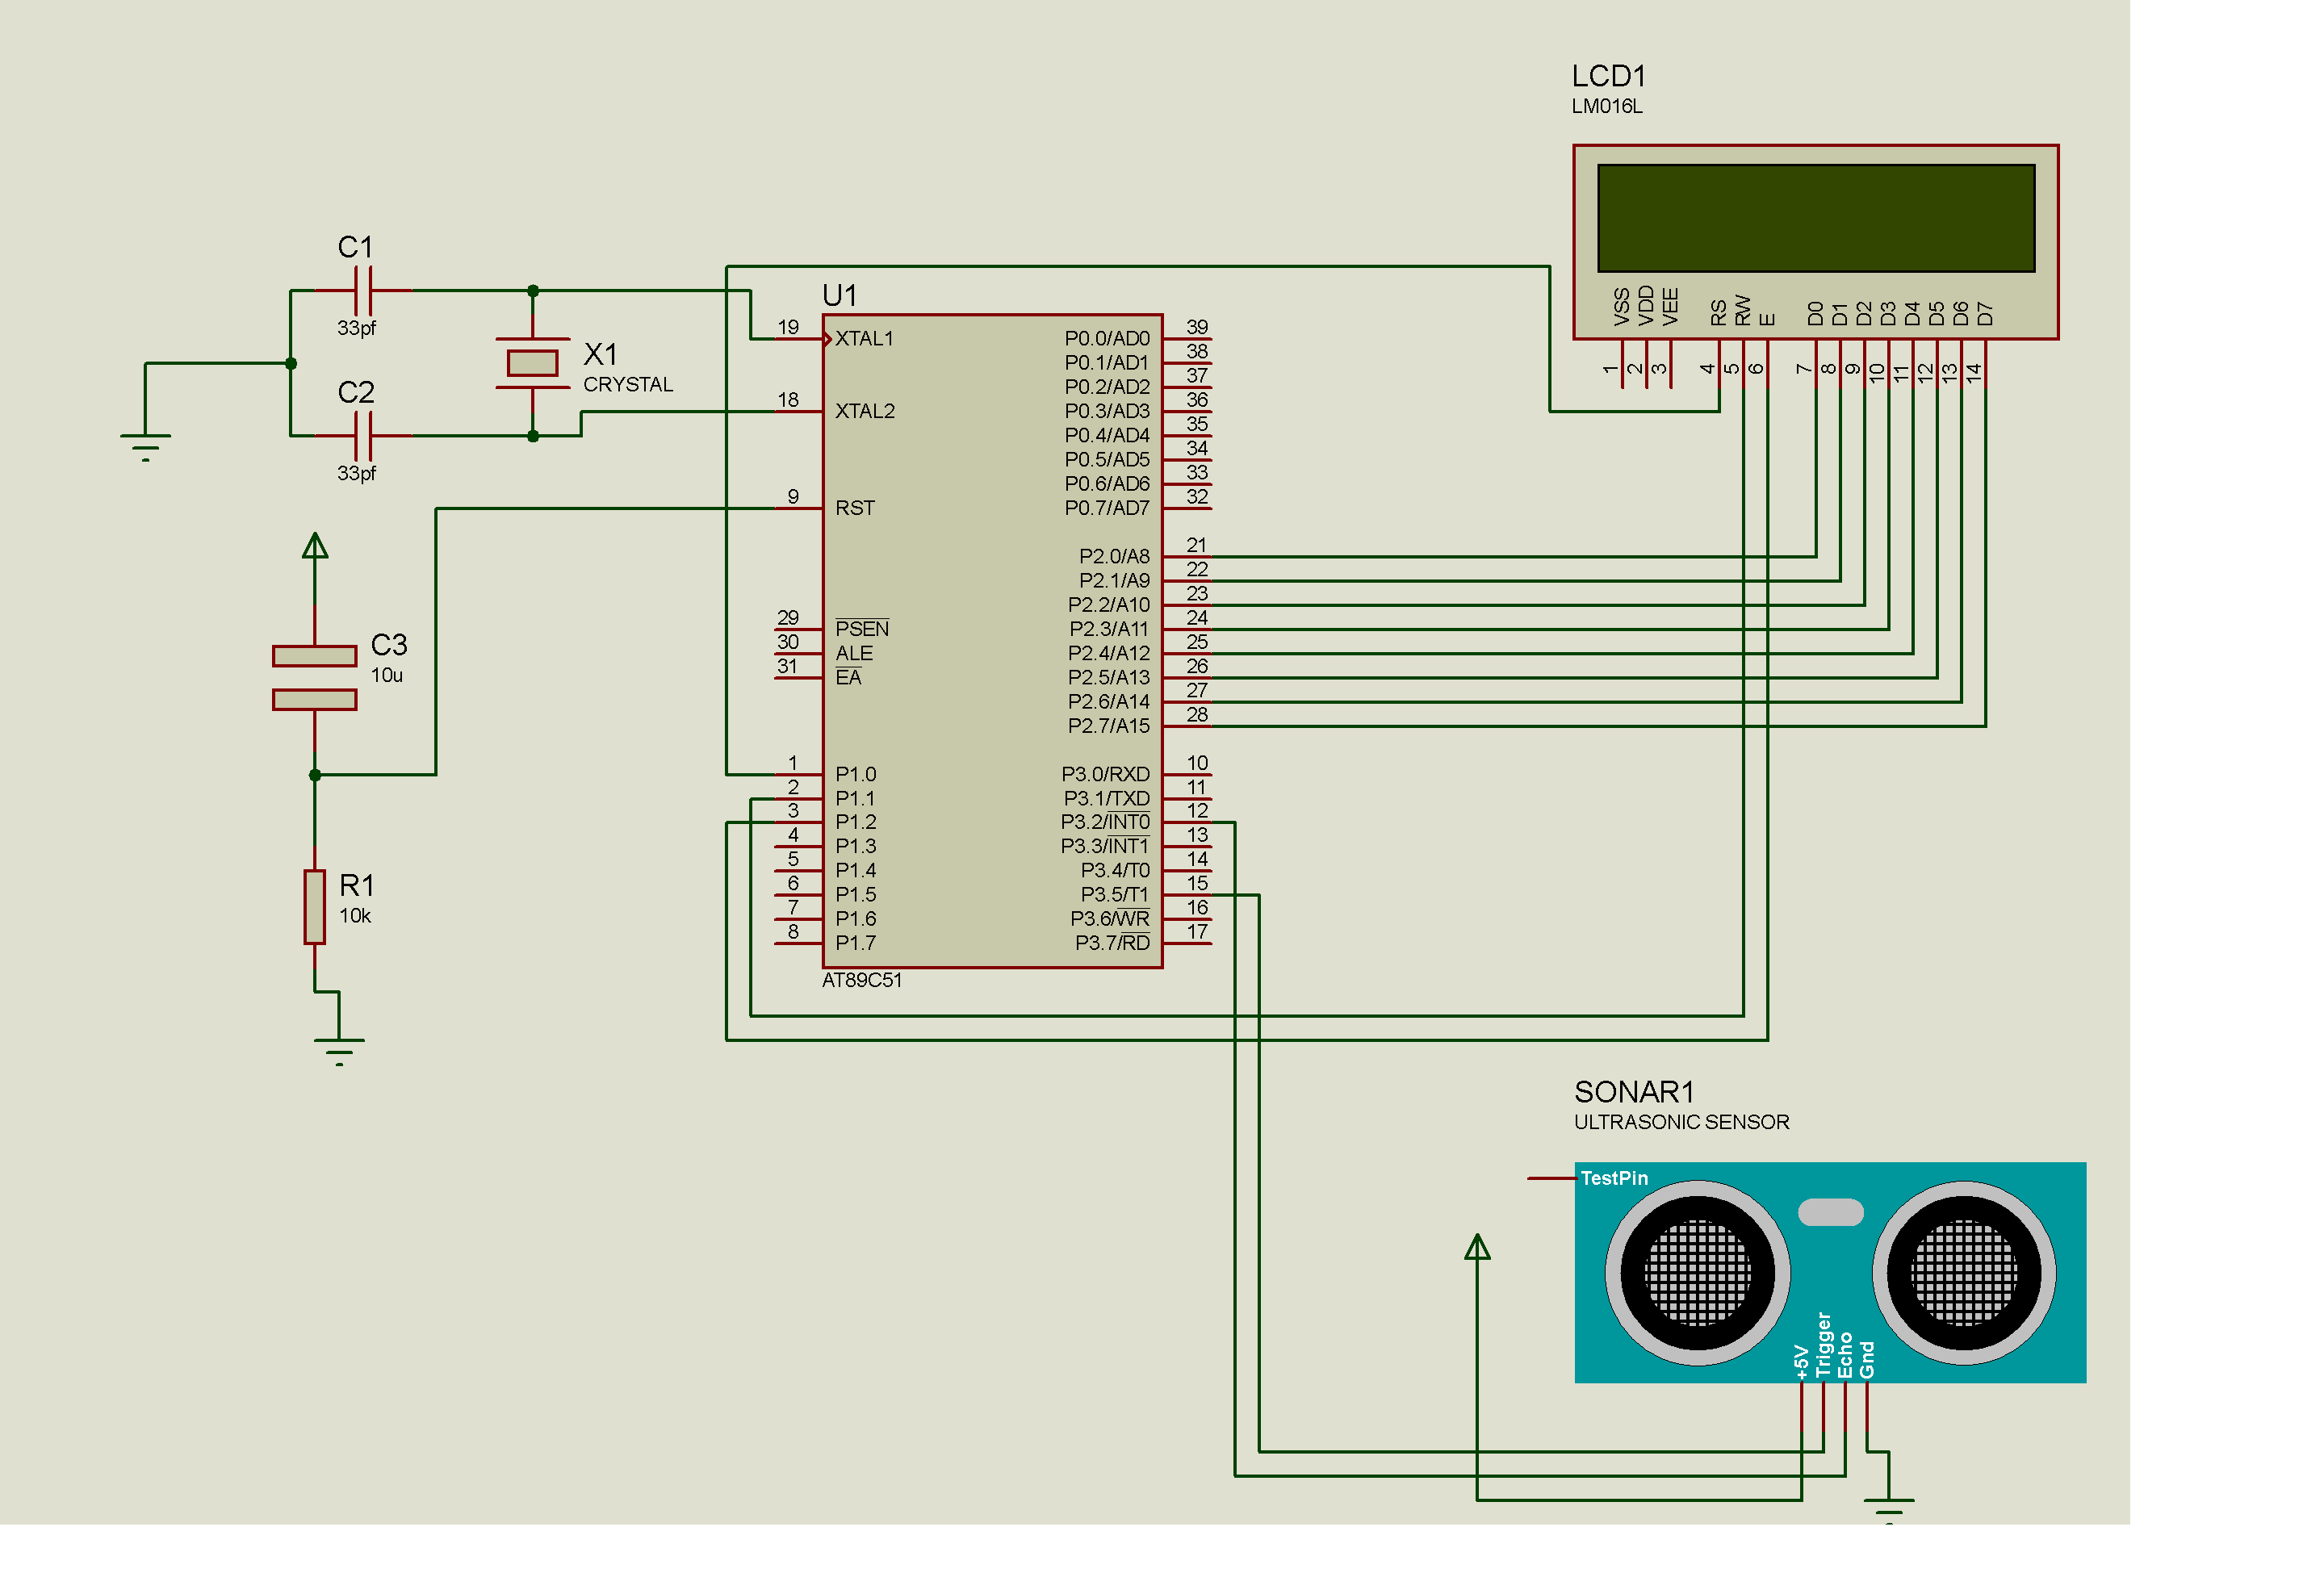 LCD1
LM016L
VSS
VDD
VEE
RS
RW
E
D0
D1
D2
D3
D4
D5
D6
D7
1
2
3
4
5
6
7
8
9
10
11
12
13
14
C1
33pf
C2
33pf
X1
CRYSTAL
C3
10u
R1
10k
U1
19 XTAL1
18 XTAL2
9 RST
29 PSEN
30 ALE
31 EA
1 P1.0
2 P1.1
3 P1.2
4 P1.3
5 P1.4
6 P1.5
7 P1.6
8 P1.7
P0.0/AD0 39
P0.1/AD1 38
P0.2/AD2 37
P0.3/AD3 36
P0.4/AD4 35
P0.5/AD5 34
P0.6/AD6 33
P0.7/AD7 32
P2.0/A8 21
P2.1/A9 22
P2.2/A10 23
P2.3/A11 24
P2.4/A12 25
P2.5/A13 26
P2.6/A14 27
P2.7/A15 28
P3.0/RXD 10
P3.1/TXD 11
P3.2/INT0 12
P3.3/INT1 13
P3.4/T0 14
P3.5/T1 15
P3.6/WR 16
P3.7/RD 17
AT89C51
SONAR1
ULTRASONIC SENSOR
TestPin
+5V
Trigger
Echo
Gnd